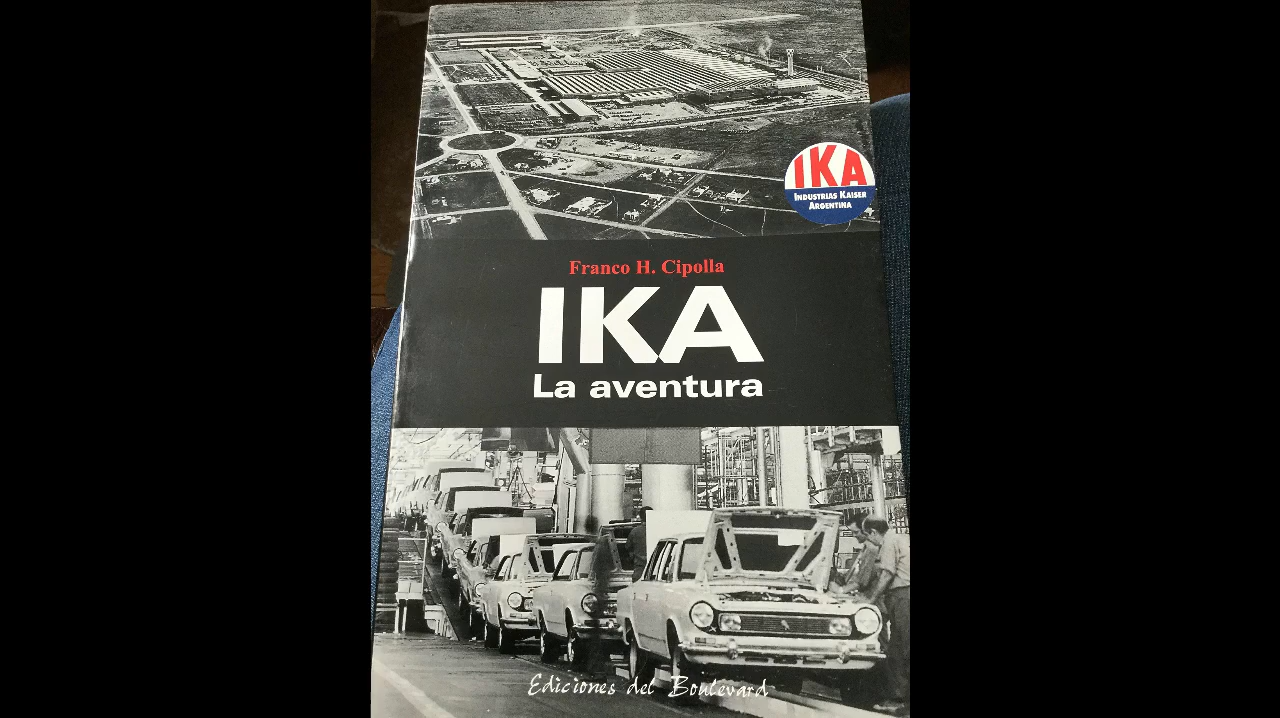 IKA
INDUSTRIAS KAISER
ARGENTINA
Franco H. Cipolla
IKA
La aventura
Ediciones del Boulevard